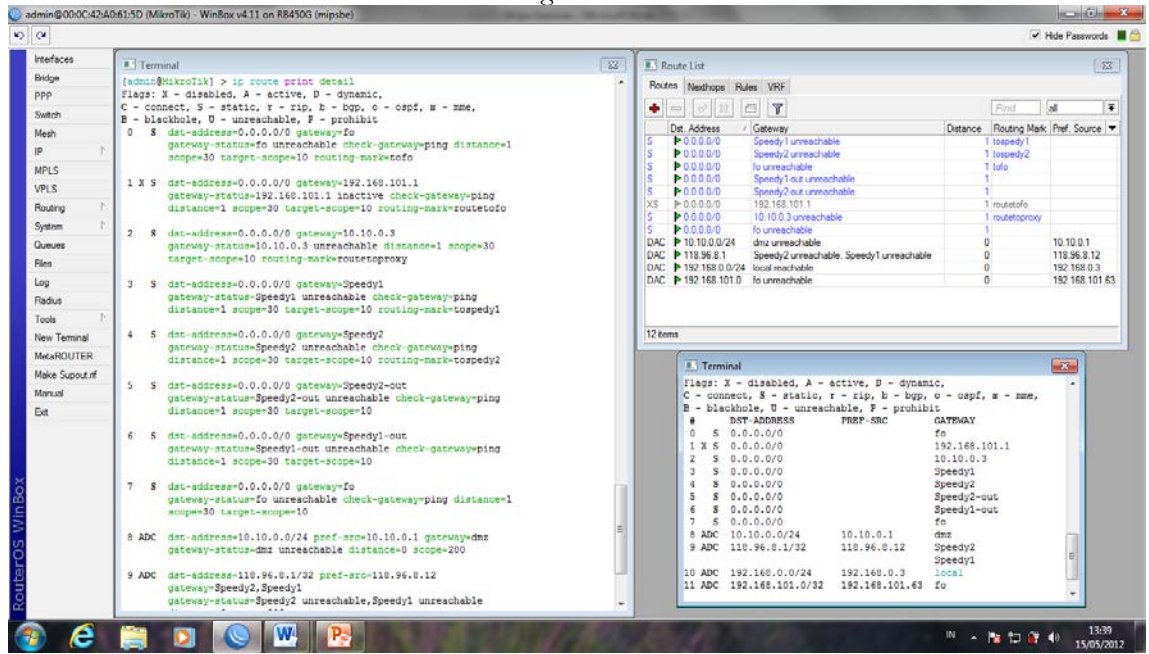 admin@00:0C:42:A0:61:5D (MikroTik) - WinBox v4.11 on RB450G (mipsbe)
Hide Passwords
Interfaces
Bridge
PPP
Switch
Mesh
IP
MPLS
VPLS
Routing
System
Queues
Files
Log
Radius
Tools
New Terminal
MetaROUTER
Make Supout.rif
Manual
Exit
RouterOS WinBox
Terminal
[admin@MikroTik] > ip route print detail
Flags: X - disabled, A - active, D - dynamic,
C - connect, S - static, r - rip, b - bgp, o - ospf, m - mme,
B - blackhole, U - unreachable, P - prohibit
0 S dst-address=0.0.0.0/0 gateway=fo
gateway-status=fo unreachable check-gateway=ping distance=1
scope=30 target-scope=10 routing-mark=tofo
1 X S dst-address=0.0.0.0/0 gateway=192.168.101.1
gateway-status=192.168.101.1 inactive check-gateway=ping
distance=1 scope=30 target-scope=10 routing-mark=routetofo
2 S dst-address=0.0.0.0/0 gateway=10.10.0.3
gateway-status=10.10.0.3 unreachable distance=1 scope=30
target-scope=10 routing-mark=routetoproxy
3 S dst-address=0.0.0.0/0 gateway=Speedy1
gateway-status=Speedy1 unreachable check-gateway=ping
distance=1 scope=30 target-scope=10 routing-mark=tospedy1
4 S dst-address=0.0.0.0/0 gateway=Speedy2
gateway-status=Speedy2 unreachable check-gateway=ping
distance=1 scope=30 target-scope=10 routing-mark=tospedy2
5 S dst-address=0.0.0.0/0 gateway=Speedy2-out
gateway-status=Speedy2-out unreachable check-gateway=ping
distance=1 scope=30 target-scope=10
6 S dst-address=0.0.0.0/0 gateway=Speedy1-out
gateway-status=Speedy1-out unreachable check-gateway=ping
distance=1 scope=30 target-scope=10
7 S dst-address=0.0.0.0/0 gateway=fo
gateway-status=fo unreachable check-gateway=ping distance=1
scope=30 target-scope=10
8 ADC dst-address=10.10.0.0/24 pref-src=10.10.0.1 gateway=dmz
gateway-status=dmz unreachable distance=0 scope=200
9 ADC dst-address=118.96.8.1/32 pref-src=118.96.8.12
gateway=Speedy2,Speedy1
gateway-status=Speedy2 unreachable,Speedy1 unreachable
Route List
Routes Nexthops Rules VRF
Find all
Dst. Address Gateway Distance Routing Mark Pref. Source
S 0.0.0.0/0 Speedy1 unreachable 1 tospedy1
S 0.0.0.0/0 Speedy2 unreachable 1 tospedy2
S 0.0.0.0/0 fo unreachable 1 tofo
S 0.0.0.0/0 Speedy1-out unreachable 1
S 0.0.0.0/0 Speedy2-out unreachable 1
XS 0.0.0.0/0 192.168.101.1 1 routetofo
S 0.0.0.0/0 10.10.0.3 unreachable 1 routetoproxy
S 0.0.0.0/0 fo unreachable 1
DAC 10.10.0.0/24 dmz unreachable 0 10.10.0.1
DAC 118.96.8.1 Speedy2 unreachable, Speedy1 unreachable 0 118.96.8.12
DAC 192.168.0.0/24 local reachable 0 192.168.0.3
DAC 192.168.101.0 fo unreachable 0 192.168.101.63
12 items
Terminal
Flags: X - disabled, A - active, D - dynamic,
C - connect, S - static, r - rip, b - bgp, o - ospf, m - mme,
B - blackhole, U - unreachable, P - prohibit
# DST-ADDRESS PREF-SRC GATEWAY
0 S 0.0.0.0/0 fo
1 X S 0.0.0.0/0 192.168.101.1
2 S 0.0.0.0/0 10.10.0.3
3 S 0.0.0.0/0 Speedy1
4 S 0.0.0.0/0 Speedy2
5 S 0.0.0.0/0 Speedy2-out
6 S 0.0.0.0/0 Speedy1-out
7 S 0.0.0.0/0 fo
8 ADC 10.10.0.0/24 10.10.0.1 dmz
9 ADC 118.96.8.1/32 118.96.8.12 Speedy2
Speedy1
10 ADC 192.168.0.0/24 192.168.0.3 local
11 ADC 192.168.101.0/32 192.168.101.63 fo
IN
13:39
15/05/2012